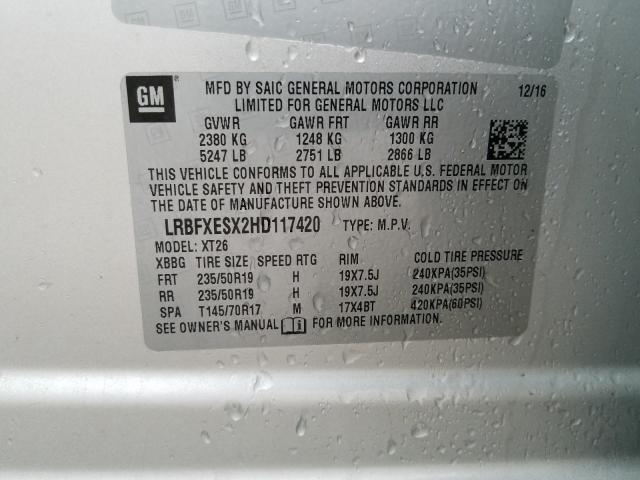 GM
MFD BY SAIC GENERAL MOTORS CORPORATION 12/16
LIMITED FOR GENERAL MOTORS LLC
GVWR GAWR FRT GAWR RR
2380 KG 1248 KG 1300 KG
5247 LB 2751 LB 2866 LB
THIS VEHICLE CONFORMS TO ALL APPLICABLE U.S. FEDERAL MOTOR
VEHICLE SAFETY AND THEFT PREVENTION STANDARDS IN EFFECT ON
THE DATE OF MANUFACTURE SHOWN ABOVE.
LRBFXESX2HD117420 TYPE: M.P.V.
MODEL: XT26
XBBG TIRE SIZE SPEED RTG RIM COLD TIRE PRESSURE
FRT 235/50R19 H 19X7.5J 240KPA(35PSI)
RR 235/50R19 H 19X7.5J 240KPA(35PSI)
SPA T145/70R17 M 17X4BT 420KPA(60PSI)
SEE OWNER'S MANUAL FOR MORE INFORMATION